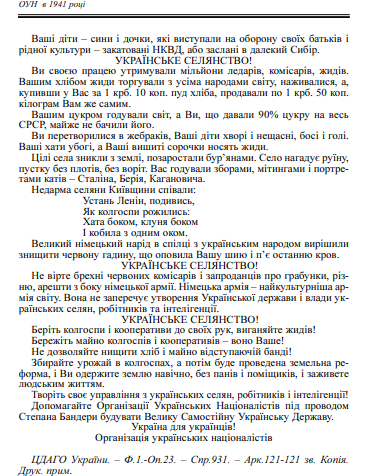 ОУН в 1941 році
Ваші діти – сини і дочки, які виступали на оборону своїх батьків і
рідної культури – закатовані НКВД, або заслані в далекий Сибір.
УКРАЇНСЬКЕ СЕЛЯНСТВО!
Ви своєю працею утримували мільйони ледарів, комісарів, жидів.
Вашим хлібом жиди торгували з усіма народами світу, наживалися, а,
купивши у Вас за 1 крб. 10 коп. пуд хліба, продавали по 1 крб. 50 коп.
кілограм Вам же самим.
Вашим цукром годували світ, а Ви, що давали 90% цукру на весь
СРСР, майже не бачили його.
Ви перетворилися в жебраків, Ваші діти хворі і нещасні, босі і голі.
Ваші хати убогі, а Ваші вишиті сорочки носять жиди.
Цілі села зникли з землі, позаростали бур’янами. Село нагадує руїну,
пустку без плотів, без воріт. Вас годували зборами, мітингами і портре-
тами катів – Сталіна, Берія, Кагановича.
Недарма селяни Київщини співали:
Устань Ленін, подивись,
Як колгоспи рожились:
Хата боком, клуня боком
І кобила з одним оком.
Великий німецький нарід в спілці з українським народом вирішили
знищити червону гадину, що оповила Вашу шию і п’є останню кров.
УКРАЇНСЬКЕ СЕЛЯНСТВО!
Не вірте брехні червоних комісарів і запроданців про грабунки, різ-
ню, арешти з боку німецької армії. Німецька армія – найкультурніша ар-
мія світу. Вона не заперечує утворення Української держави і влади ук-
раїнських селян, робітників та інтелігенції.
УКРАЇНСЬКЕ СЕЛЯНСТВО!
Беріть колгоспи і кооперативи до своїх рук, виганяйте жидів!
Бережіть майно колгоспів і кооперативів – воно Ваше!
Не дозволяйте нищити хліб і майно відступаючій банді!
Збирайте урожай в колгоспах, а потім буде проведена земельна ре-
форма, і Ви одержите землю навічно, без панів і поміщиків, і заживете
людським життям.
Творіть своє управління з українських селян, робітників і інтелігенції!
Допомагайте Організації Українських Націоналістів під проводом
Степана Бандери будувати Велику Самостійну Українську Державу.
Україна для українців!
Організація українських націоналістів
ЦДАГО України. – Ф.1.-Оп.23. – Спр.931. – Арк.121-121 зв. Копія.
Друк. прим.